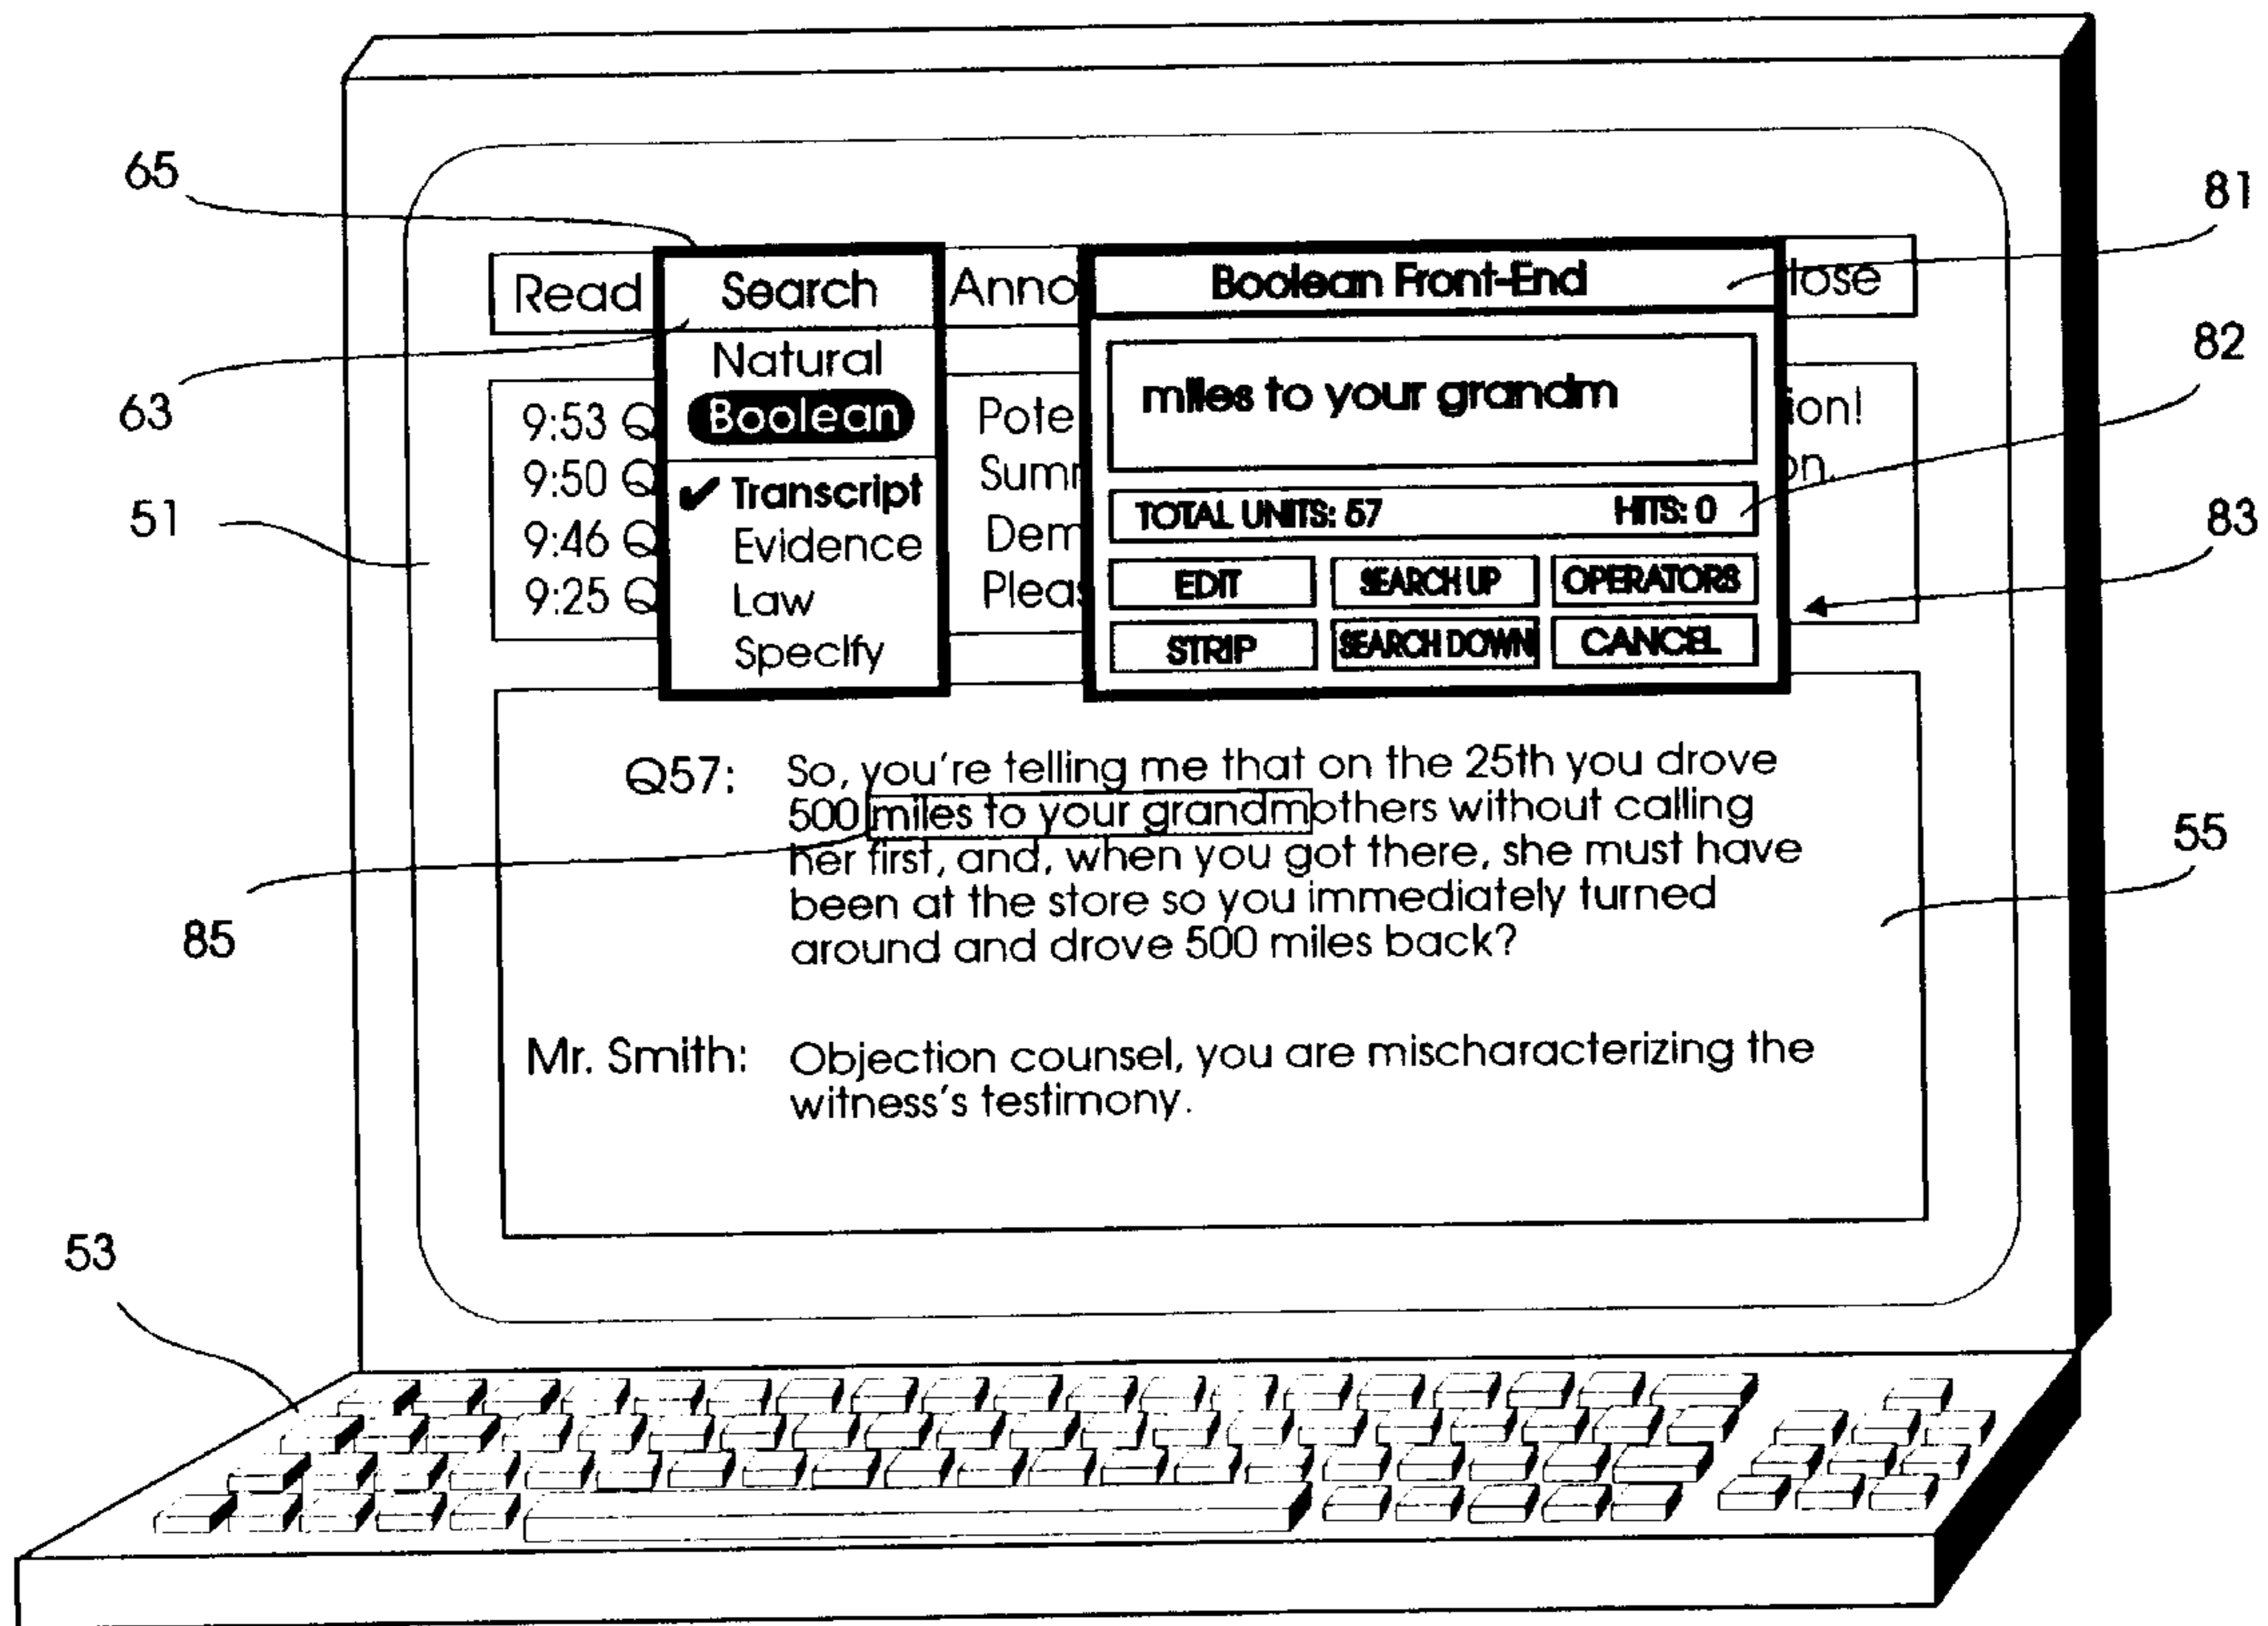 65
81
Read Search Anno Boolean Front-End lose
82
Natural
63
miles to your grandm
9:53 Q Boolean Pote ion!
9:50 Q Sumr on
✔ Transcript
51
TOTAL UNITS: 57 HITS: 0
83
9:46 Q Evidence Dem
EDIT SEARCH UP OPERATORS
9:25 Q Law Pleas
STRIP SEARCH DOWN CANCEL
Specify
Q57: So, you're telling me that on the 25th you drove
500 miles to your grandmothers without calling
55
her first, and, when you got there, she must have
been at the store so you immediately turned
85
around and drove 500 miles back?
Mr. Smith: Objection counsel, you are mischaracterizing the
witness's testimony.
53